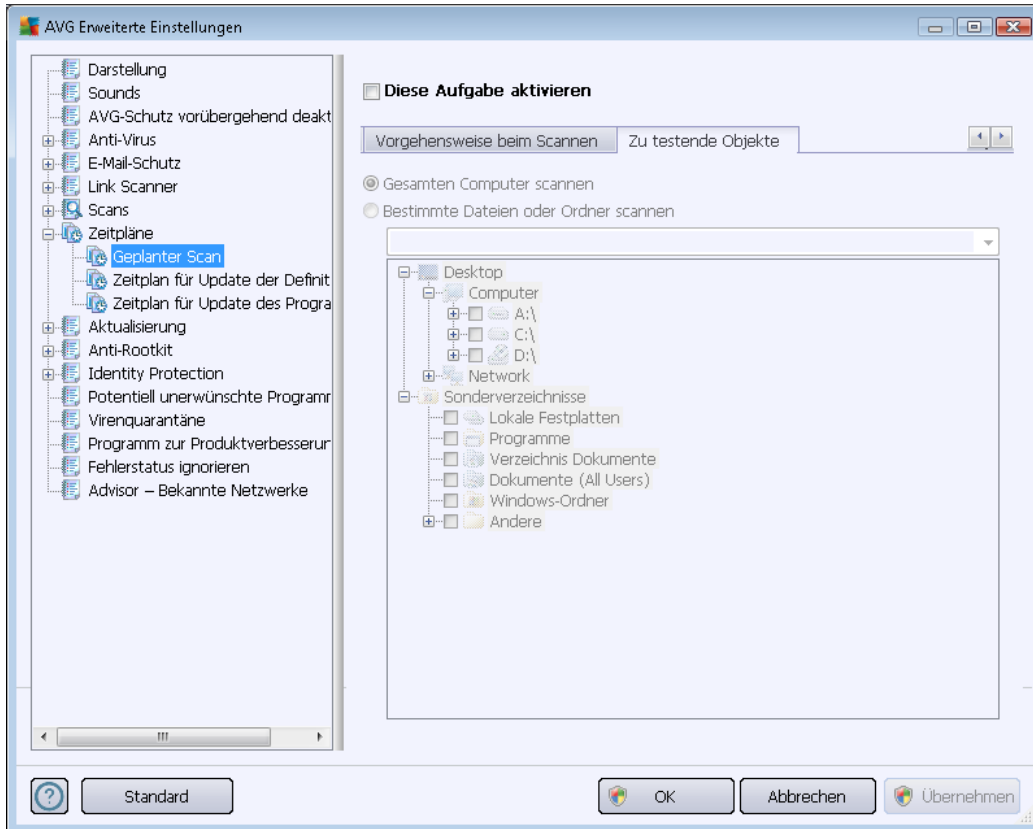 AVG Erweiterte Einstellungen
Darstellung
Sounds
AVG-Schutz vorübergehend deakt
Anti-Virus
E-Mail-Schutz
Link Scanner
Scans
Zeitpläne
Geplanter Scan
Zeitplan für Update der Definit
Zeitplan für Update des Progra
Aktualisierung
Anti-Rootkit
Identity Protection
Potentiell unerwünschte Programr
Virenquarantäne
Programm zur Produktverbesserur
Fehlerstatus ignorieren
Advisor – Bekannte Netzwerke
Diese Aufgabe aktivieren
Vorgehensweise beim Scannen
Zu testende Objekte
Gesamten Computer scannen
Bestimmte Dateien oder Ordner scannen
Desktop
Computer
A:\
C:\
D:\
Network
Sonderverzeichnisse
Lokale Festplatten
Programme
Verzeichnis Dokumente
Dokumente (All Users)
Windows-Ordner
Andere
Standard
OK
Abbrechen
Übernehmen